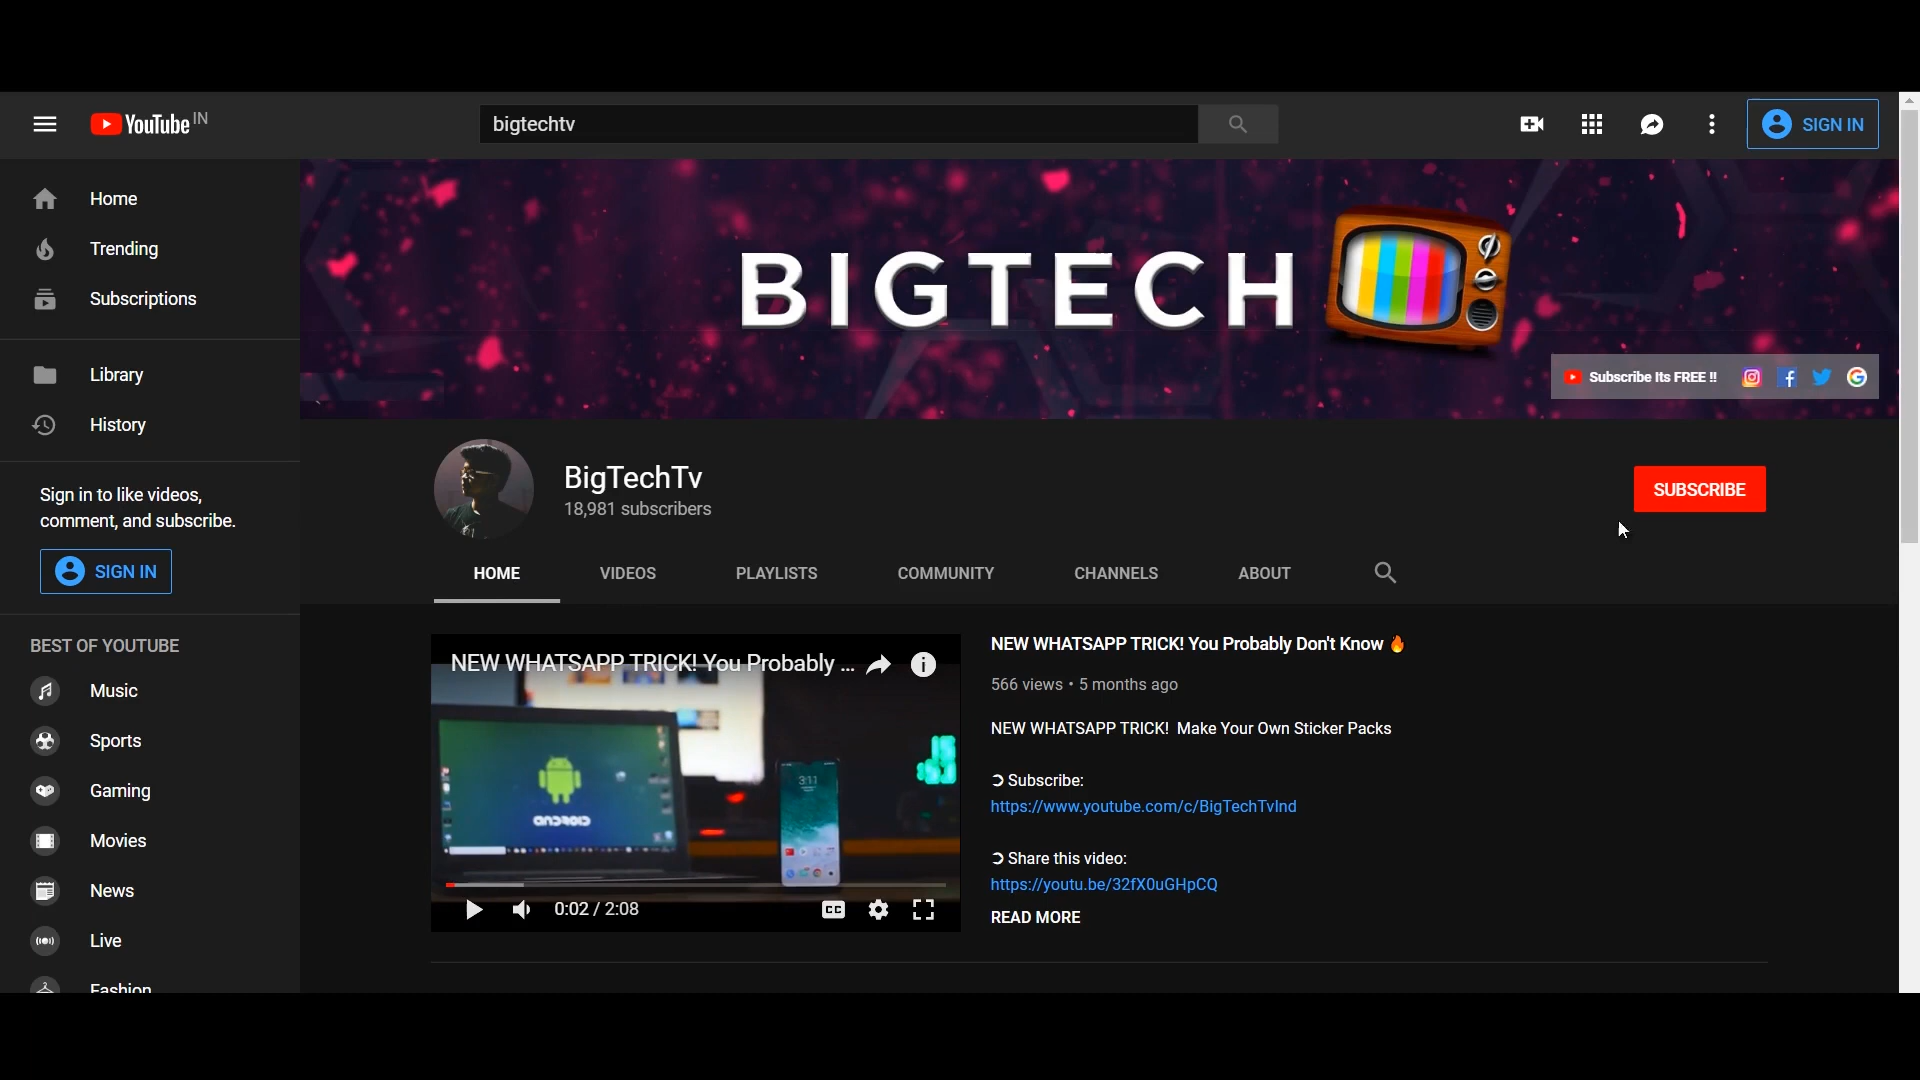 YouTube IN
bigtechtv
SIGN IN
Home
Trending
Subscriptions
Library
History
Sign in to like videos,
comment, and subscribe.
SIGN IN
BEST OF YOUTUBE
Music
Sports
Gaming
Movies
News
Live
Fashion
BIGTECH
Subscribe Its FREE !!
BigTechTv
18,981 subscribers
SUBSCRIBE
HOME VIDEOS PLAYLISTS COMMUNITY CHANNELS ABOUT
NEW WHATSAPP TRICK! You Probably ...
3:11
ANDROID
0:02 / 2:08
CC
NEW WHATSAPP TRICK! You Probably Don't Know 🔥
566 views • 5 months ago
NEW WHATSAPP TRICK! Make Your Own Sticker Packs
➲ Subscribe:
https://www.youtube.com/c/BigTechTvInd
➲ Share this video:
https://youtu.be/32fX0uGHpCQ
READ MORE